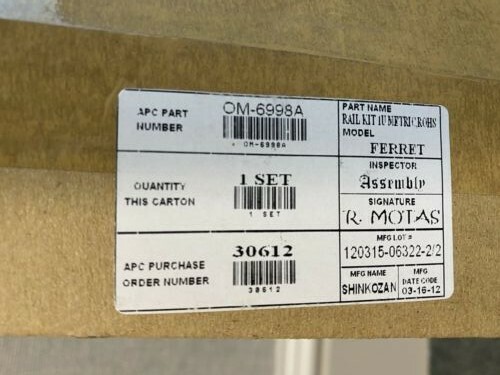 APC PART
NUMBER
OM-6998A
OM-6998A
PART NAME
RAIL KIT 1U METRIC,ROHS
MODEL
FERRET
QUANTITY
THIS CARTON
1 SET
1 SET
INSPECTOR
Assembly
SIGNATURE
R. MOTAS
APC PURCHASE
ORDER NUMBER
30612
30612
MFG LOT #
120315-06322-2/2
MFG NAME
SHINKOZAN
MFG
DATE CODE
03-16-12